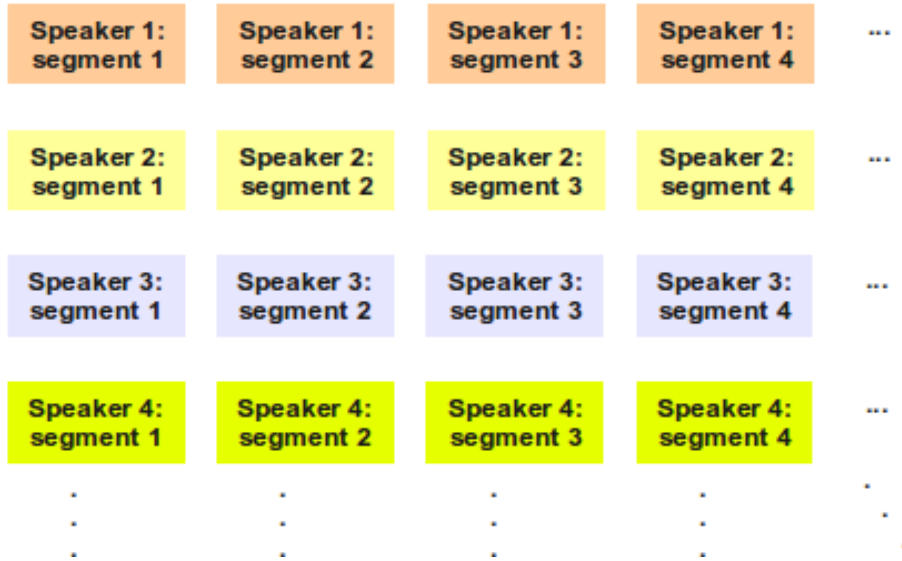 Speaker 1: Speaker 1: Speaker 1: Speaker 1: ...
segment 1 segment 2 segment 3 segment 4
Speaker 2: Speaker 2: Speaker 2: Speaker 2: ...
segment 1 segment 2 segment 3 segment 4
Speaker 3: Speaker 3: Speaker 3: Speaker 3: ...
segment 1 segment 2 segment 3 segment 4
Speaker 4: Speaker 4: Speaker 4: Speaker 4: ...
segment 1 segment 2 segment 3 segment 4
. . . . .
. . . . .
. . . .